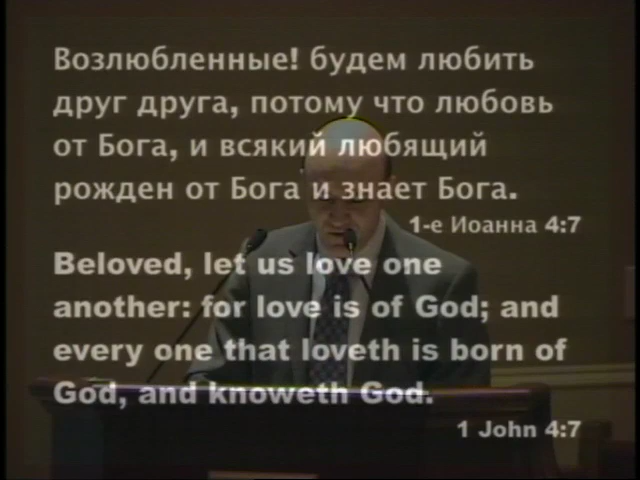 Возлюбленные! будем любить
друг друга, потому что любовь
от Бога, и всякий любящий
рожден от Бога и знает Бога.
1-е Иоанна 4:7
Beloved, let us love one
another: for love is of God; and
every one that loveth is born of
God, and knoweth God.
1 John 4:7